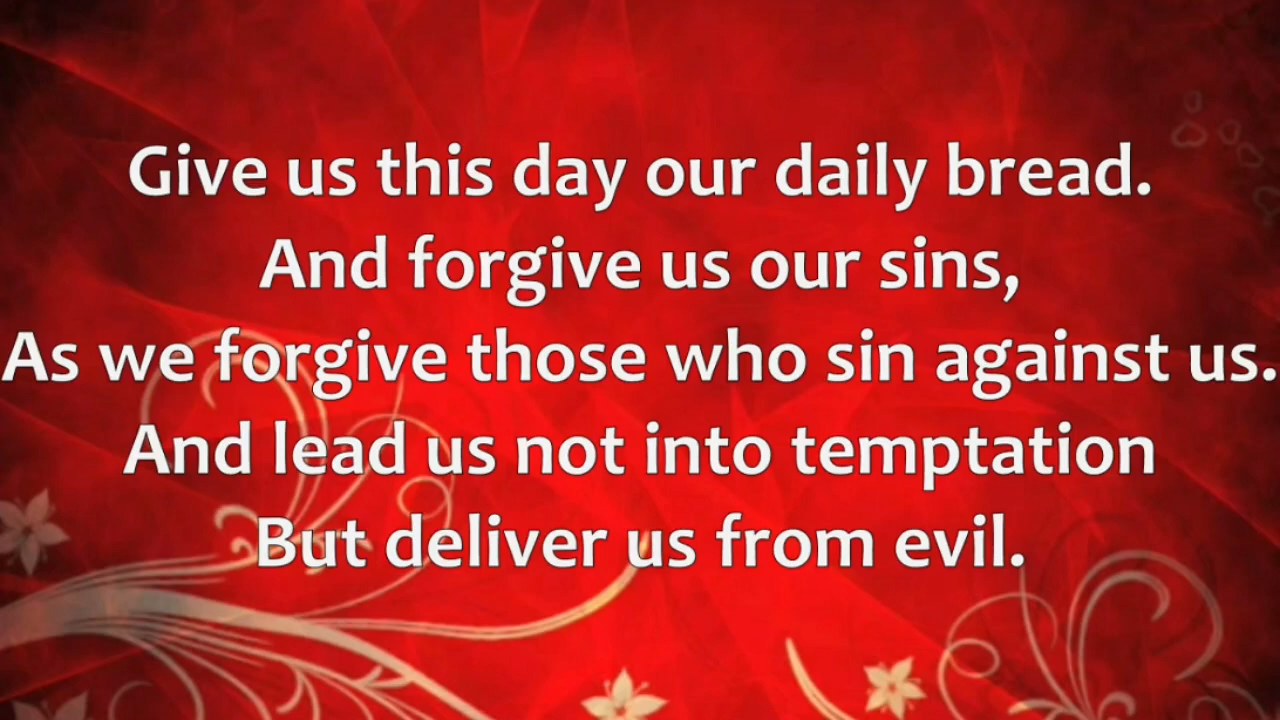 Give us this day our daily bread.
And forgive us our sins,
As we forgive those who sin against us.
And lead us not into temptation
But deliver us from evil.